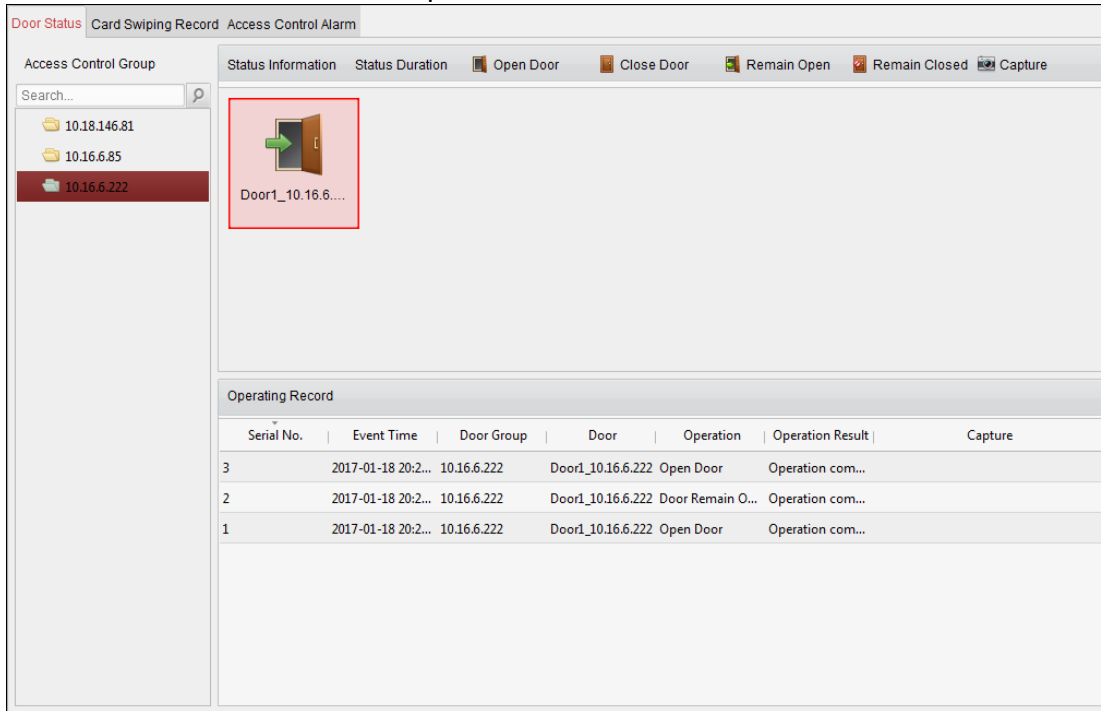 Door Status Card Swiping Record Access Control Alarm
Access Control Group
Search...
10.18.146.81
10.16.6.85
10.16.6.222
Status Information Status Duration Open Door Close Door Remain Open Remain Closed Capture
Door1_10.16.6....
Operating Record
Serial No. Event Time Door Group Door Operation Operation Result Capture
3 2017-01-18 20:2... 10.16.6.222 Door1_10.16.6.222 Open Door Operation com...
2 2017-01-18 20:2... 10.16.6.222 Door1_10.16.6.222 Door Remain O... Operation com...
1 2017-01-18 20:2... 10.16.6.222 Door1_10.16.6.222 Open Door Operation com...